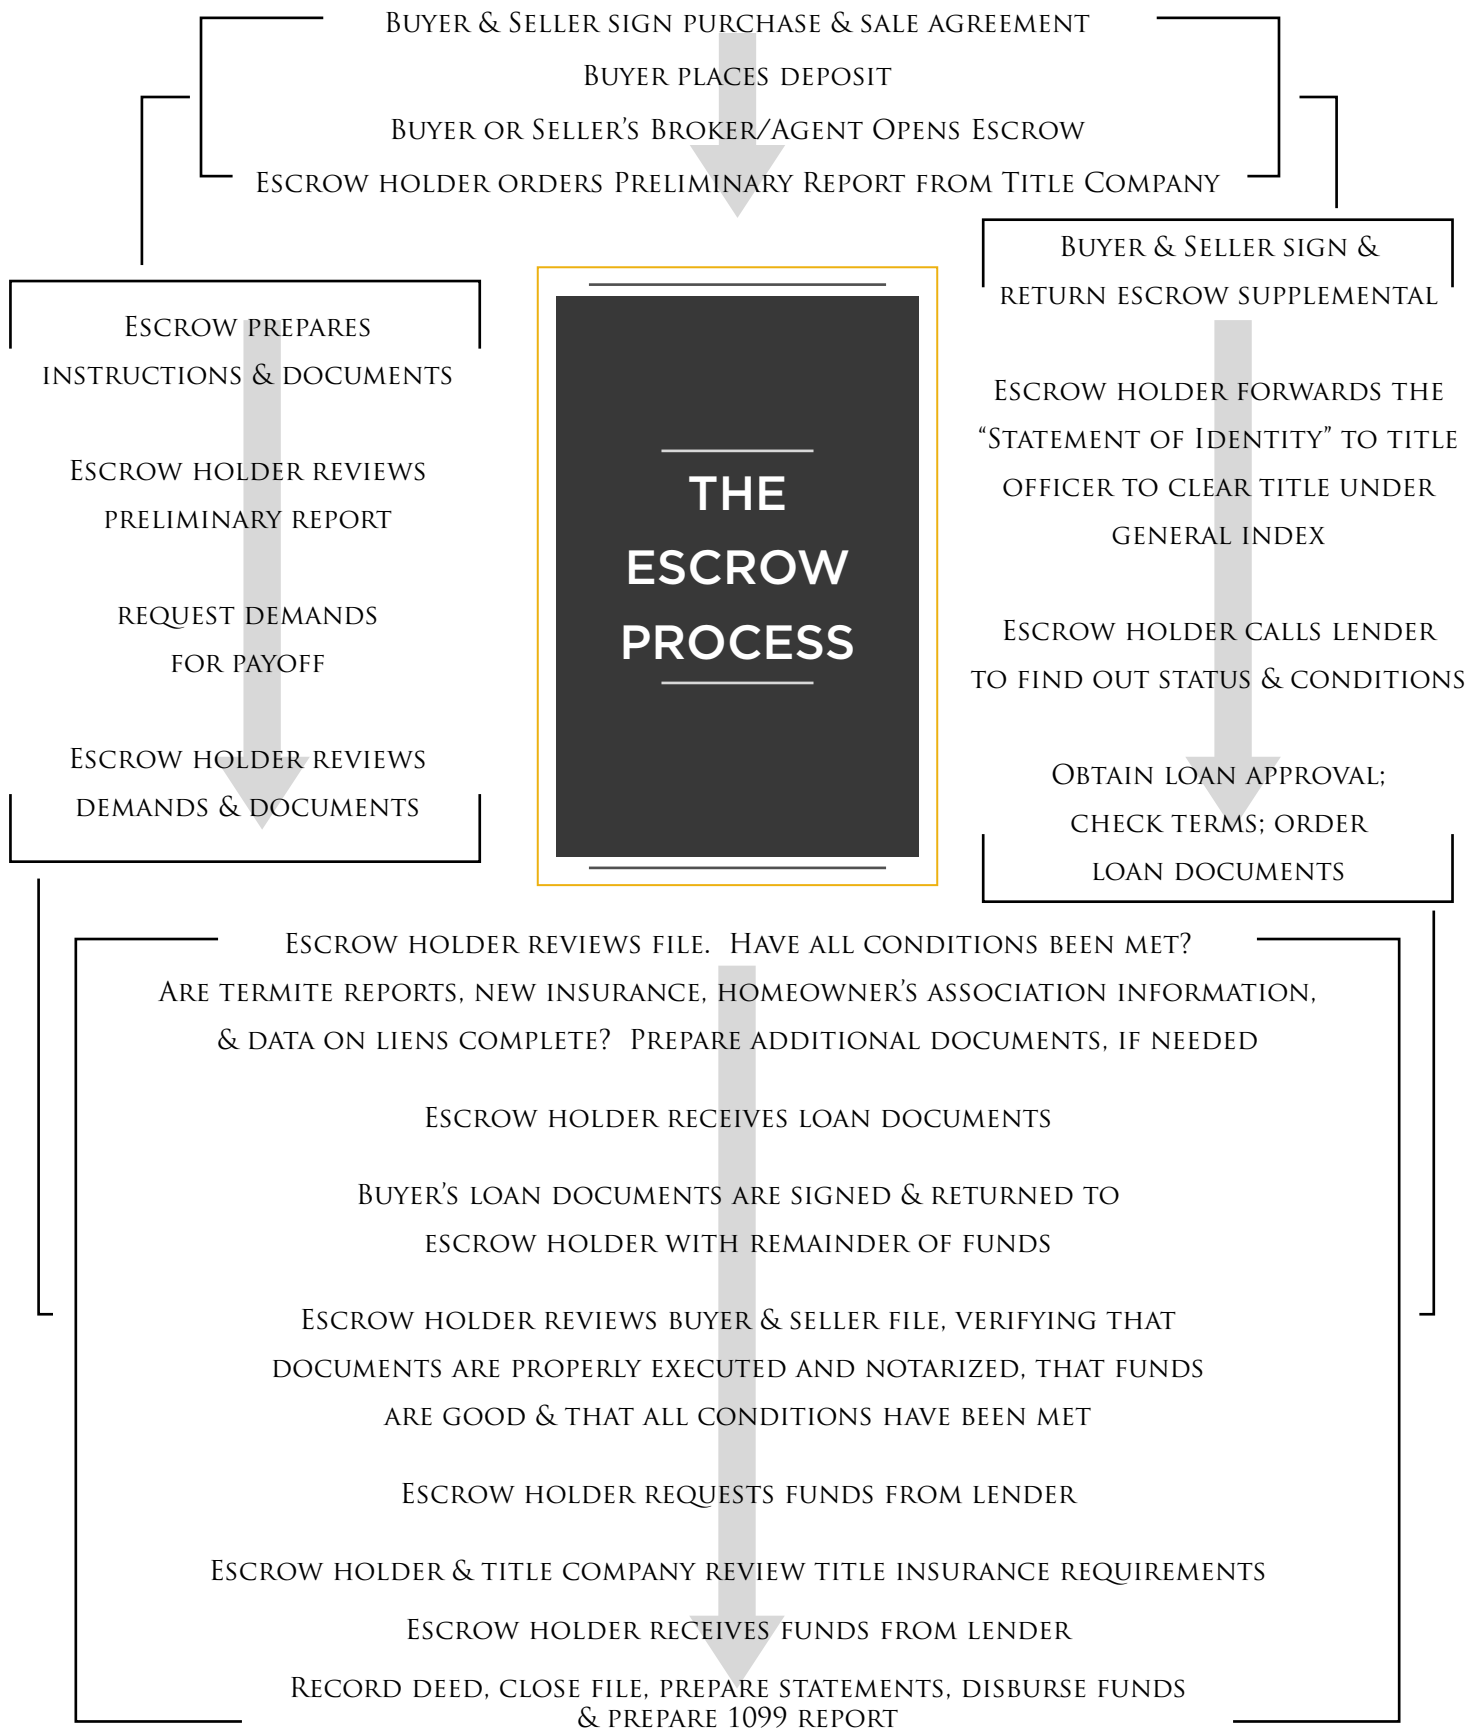 Buyer & Seller sign purchase & sale agreement
Buyer places deposit
Buyer or Seller's Broker/Agent Opens Escrow
Escrow holder orders Preliminary Report from Title Company
Escrow prepares
instructions & documents
Escrow holder reviews
preliminary report
request demands
for payoff
Escrow holder reviews
demands & documents
THE
ESCROW
PROCESS
Buyer & Seller sign &
return escrow supplemental
Escrow holder forwards the
“Statement of Identity” to title
officer to clear title under
general index
Escrow holder calls lender
to find out status & conditions
Obtain loan approval;
check terms; order
loan documents
Escrow holder reviews file. Have all conditions been met?
Are termite reports, new insurance, homeowner's association information,
& data on liens complete? Prepare additional documents, if needed
Escrow holder receives loan documents
Buyer's loan documents are signed & returned to
escrow holder with remainder of funds
Escrow holder reviews buyer & seller file, verifying that
documents are properly executed and notarized, that funds
are good & that all conditions have been met
Escrow holder requests funds from lender
Escrow holder & title company review title insurance requirements
Escrow holder receives funds from lender
Record deed, close file, prepare statements, disburse funds
& prepare 1099 report